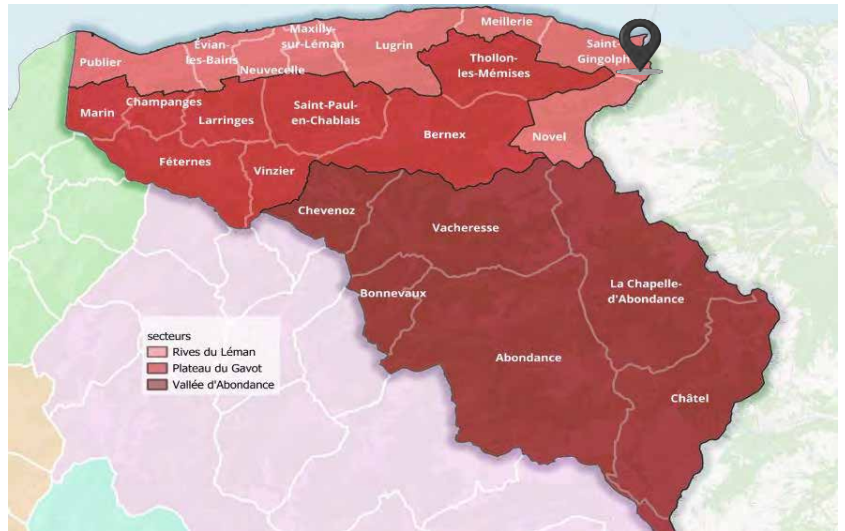 Publier
Évian-
les-Bains
Maxilly-
sur-Léman
Neuvecelle
Lugrin
Meillerie
Saint-
Gingolph
Thollon-
les-Mémises
Marin
Champanges
Larringes
Saint-Paul-
en-Chablais
Bernex
Novel
Féternes
Vinzier
Chevenoz
Vacheresse
Bonnevaux
La Chapelle-
d'Abondance
Abondance
Châtel
secteurs
Rives du Léman
Plateau du Gavot
Vallée d'Abondance